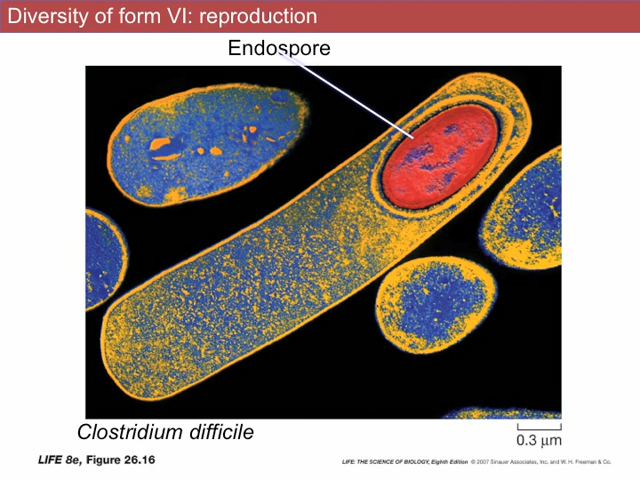 Diversity of form VI: reproduction
Endospore
Clostridium difficile
0.3 µm
LIFE 8e, Figure 26.16
LIFE: THE SCIENCE OF BIOLOGY, Eighth Edition © 2007 Sinauer Associates, Inc. and W. H. Freeman & Co.